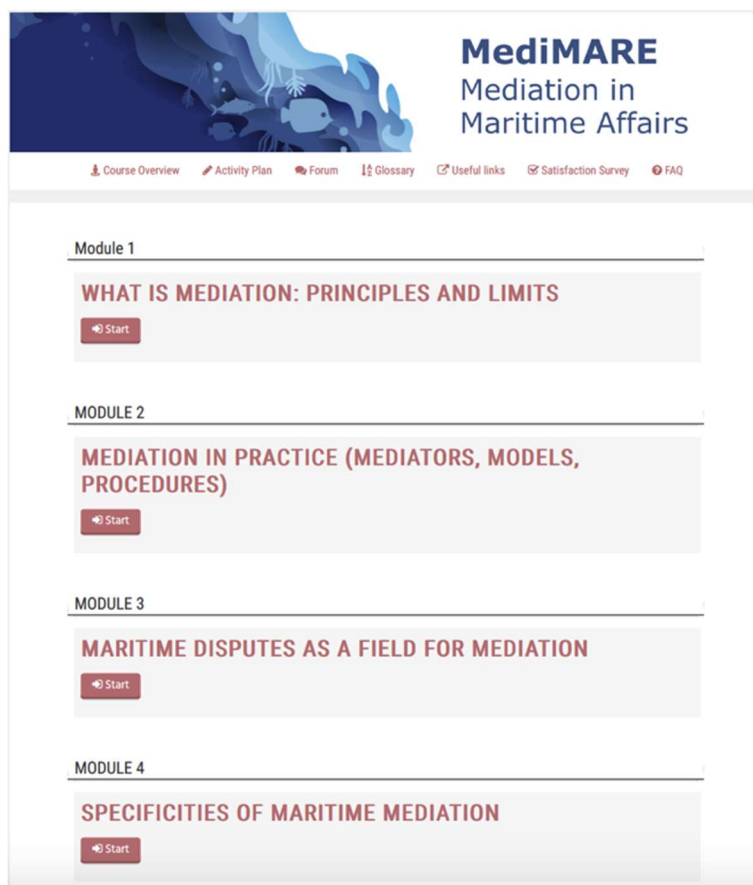 MediMARE
Mediation in
Maritime Affairs
Course Overview Activity Plan Forum Glossary Useful links Satisfaction Survey FAQ
Module 1
WHAT IS MEDIATION: PRINCIPLES AND LIMITS
Start
MODULE 2
MEDIATION IN PRACTICE (MEDIATORS, MODELS,
PROCEDURES)
Start
MODULE 3
MARITIME DISPUTES AS A FIELD FOR MEDIATION
Start
MODULE 4
SPECIFICITIES OF MARITIME MEDIATION
Start